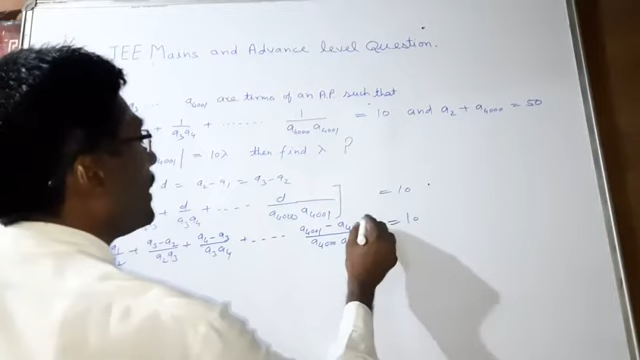 JEE Mains and Advance level Question.
a₄₀₀₁ are terms of an A.P. such that
+ 1/(a₃a₄) + ....... 1/(a₄₀₀₀ a₄₀₀₁) = 10 and a₂ + a₄₀₀₀ = 50
a₄₀₀₁| = 10λ then find λ ?
d = a₂ - a₁ = a₃ - a₂
+ d/(a₃a₄) + .... d/(a₄₀₀₀ a₄₀₀₁)] = 10
+ (a₃-a₂)/(a₂a₃) + (a₄-a₃)/(a₃a₄) + .... = 10